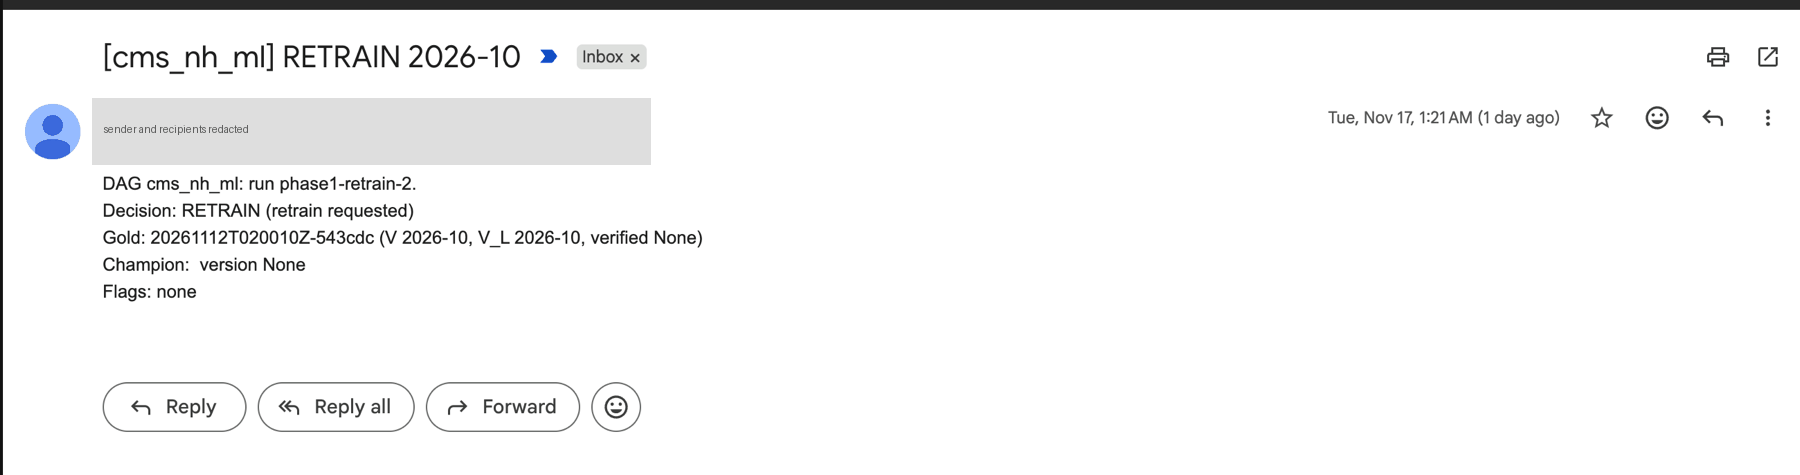 [cms_nh_ml] RETRAIN 2026-10 Inbox ×
sender and recipients redacted
Tue, Nov 17, 1:21 AM (1 day ago)
DAG cms_nh_ml: run phase1-retrain-2.
Decision: RETRAIN (retrain requested)
Gold: 20261112T020010Z-543cdc (V 2026-10, V_L 2026-10, verified None)
Champion:  version None
Flags: none
Reply Reply all Forward